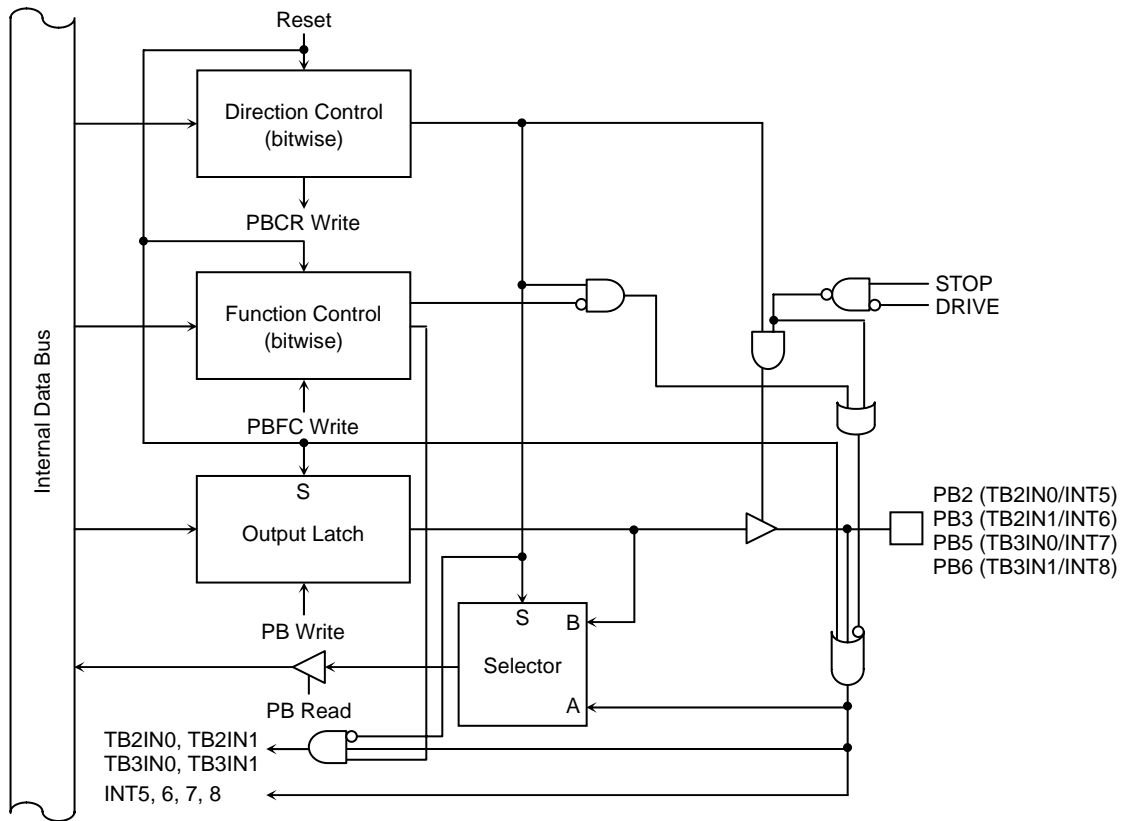 Reset
Direction Control
(bitwise)
PBCR Write
Function Control
(bitwise)
STOP
DRIVE
Internal Data Bus
PBFC Write
S
Output Latch
PB2 (TB2IN0/INT5)
PB3 (TB2IN1/INT6)
PB5 (TB3IN0/INT7)
PB6 (TB3IN1/INT8)
PB Write
S
B
Selector
A
PB Read
TB2IN0, TB2IN1
TB3IN0, TB3IN1
INT5, 6, 7, 8